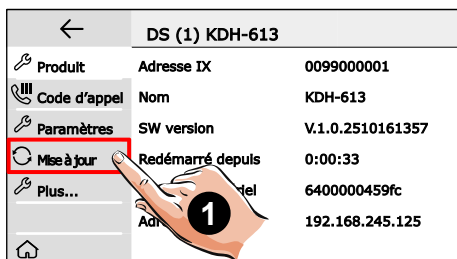 DS (1) KDH-613
Produit Adresse IX 0099000001
Code d'appel Nom KDH-613
Paramètres SW version V.1.0.2510161357
Mise à jour Redémarré depuis 0:00:33
Plus... del 6400000459fc
1
192.168.245.125